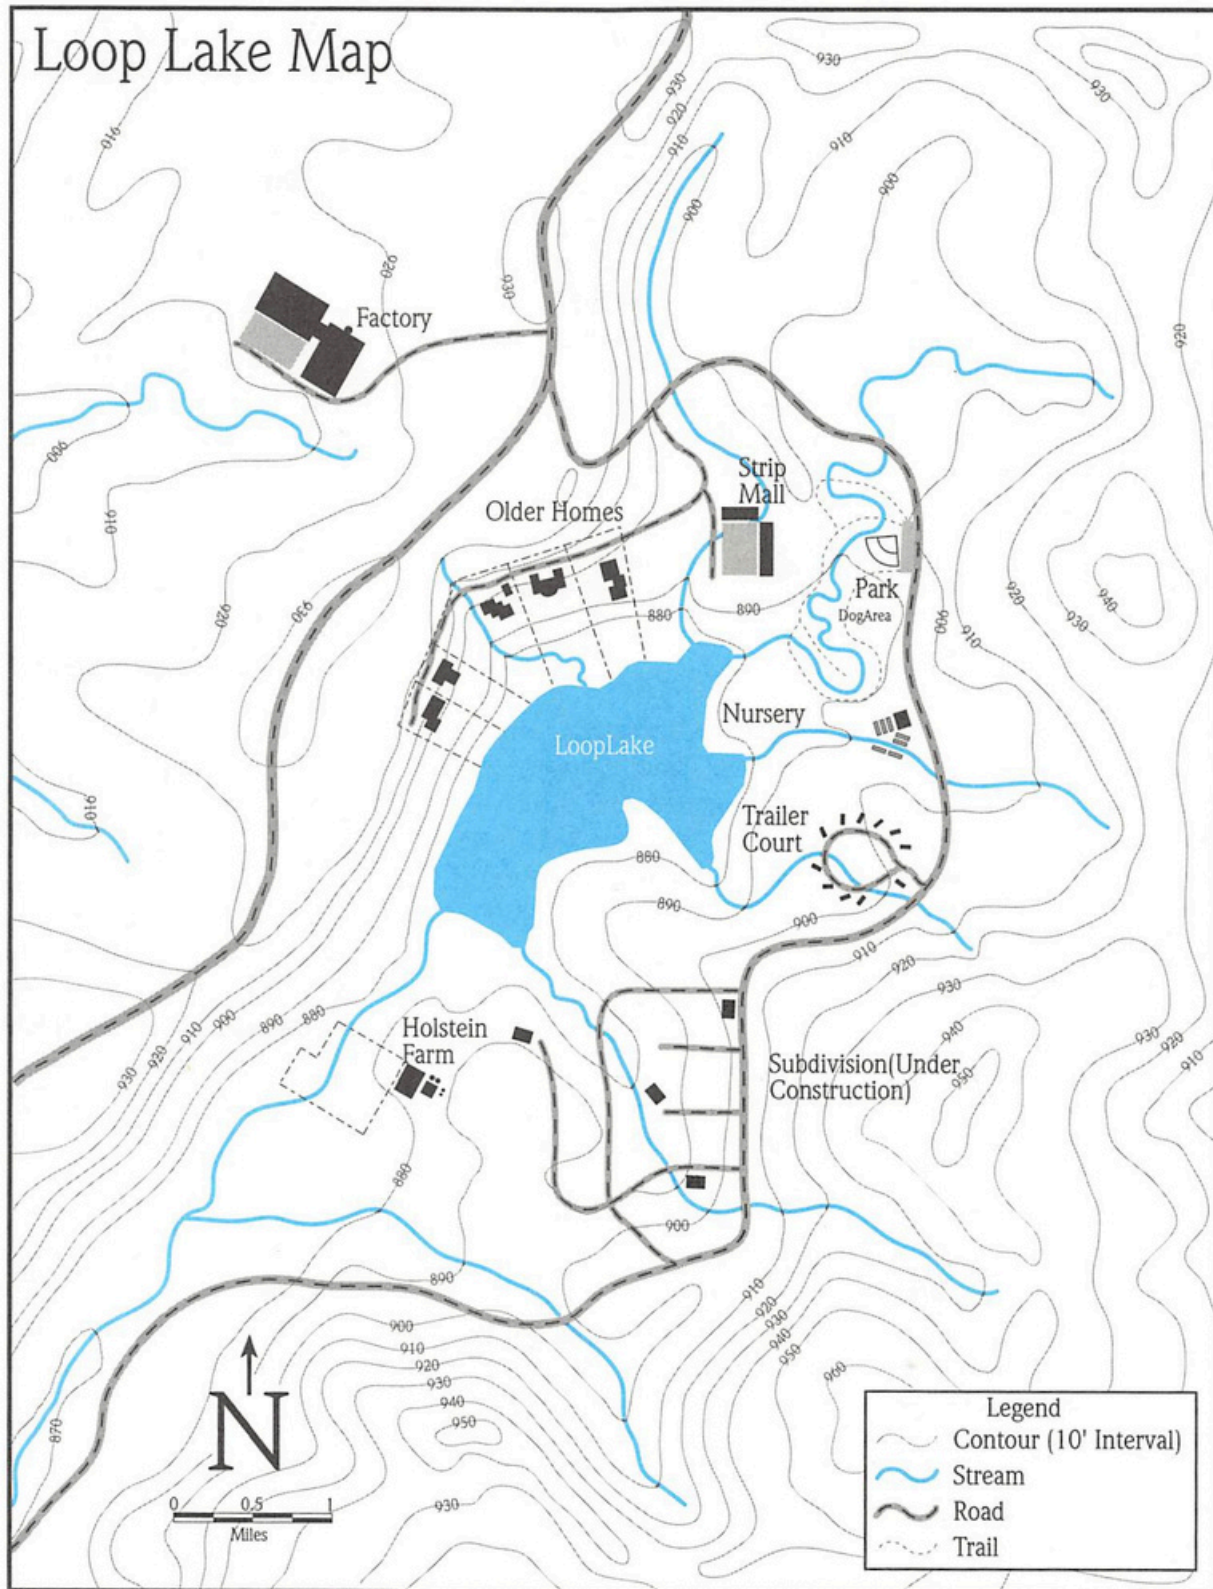 Loop Lake Map
930
920
910
930
930
910
910
900
900
920
930
920
Factory
900
Strip
Mall
910
Older Homes
940
Park
DogArea
890
880
900
910
920
930
920
930
Nursery
LoopLake
910
Trailer
Court
880
890
900
910
920
930
940
950
930
920
910
880
890
900
910
920
930
Holstein
Farm
Subdivision(Under
Construction)
880
900
890
900
910
920
930
940
950
910
920
930
940
950
960
870
930
N
0 0.5 1
Miles
Legend
Contour (10' Interval)
Stream
Road
Trail